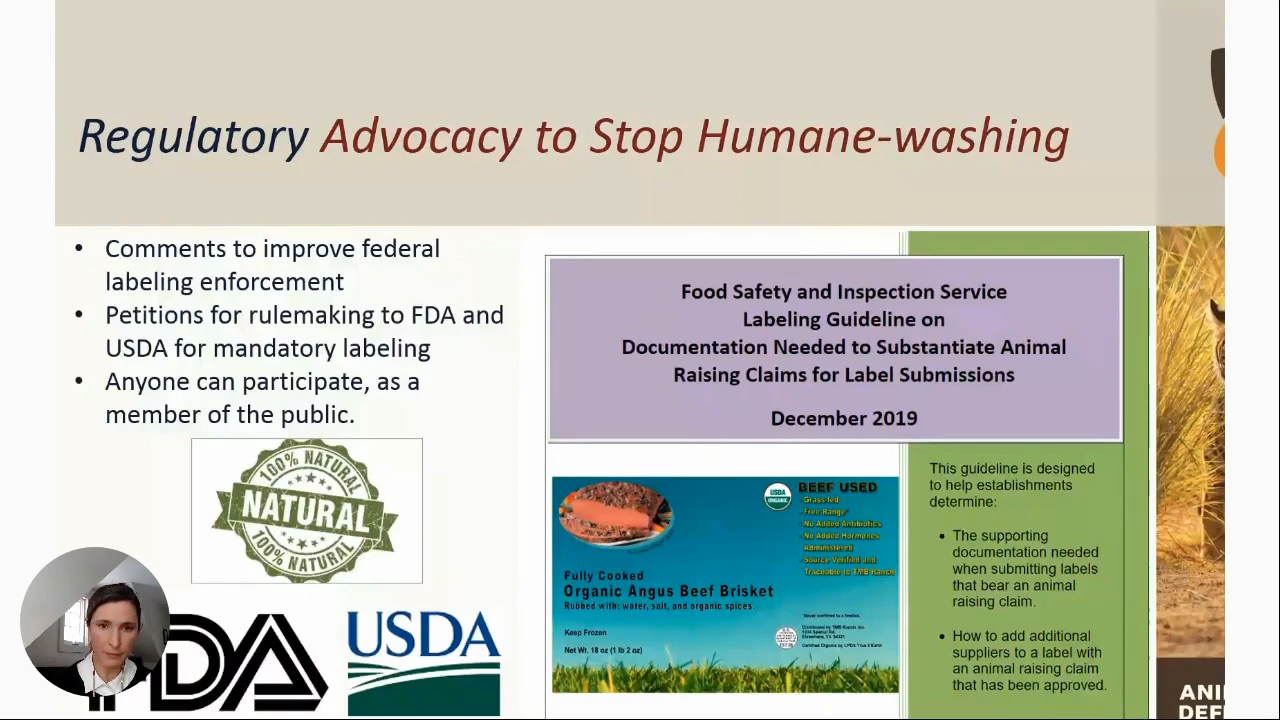 Regulatory Advocacy to Stop Humane-washing
• Comments to improve federal
labeling enforcement
• Petitions for rulemaking to FDA and
USDA for mandatory labeling
• Anyone can participate, as a
member of the public.
100% NATURAL
NATURAL
100% NATURAL
DA
USDA
Food Safety and Inspection Service
Labeling Guideline on
Documentation Needed to Substantiate Animal
Raising Claims for Label Submissions
December 2019
USDA
ORGANIC
BEEF USED
- Grass-fed
- Free Range*
- No Added Antibiotics
- No Added Hormones
Administered
- Source Verified and
Traceable to TMB Ranch
Fully Cooked
Organic Angus Beef Brisket
Rubbed with: water, salt, and organic spices.
Keep Frozen
Net Wt. 18 oz (1 lb 2 oz)
This guideline is designed
to help establishments
determine:
• The supporting
documentation needed
when submitting labels
that bear an animal
raising claim.
• How to add additional
suppliers to a label with
an animal raising claim
that has been approved.
ANI
DEF